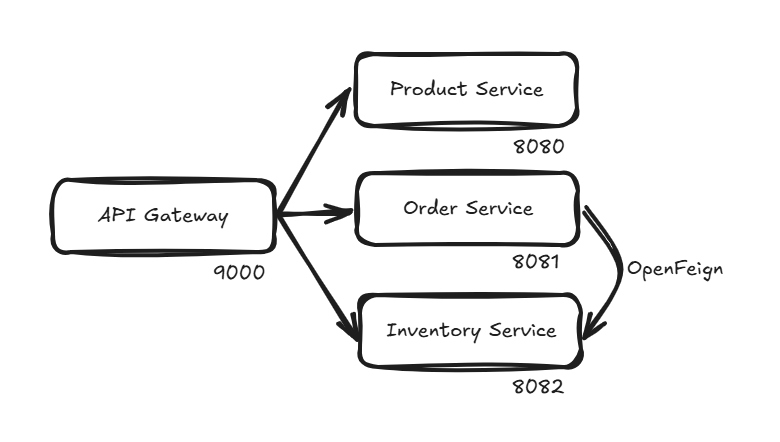 Product Service
8080
API Gateway
9000
Order Service
8081
OpenFeign
Inventory Service
8082